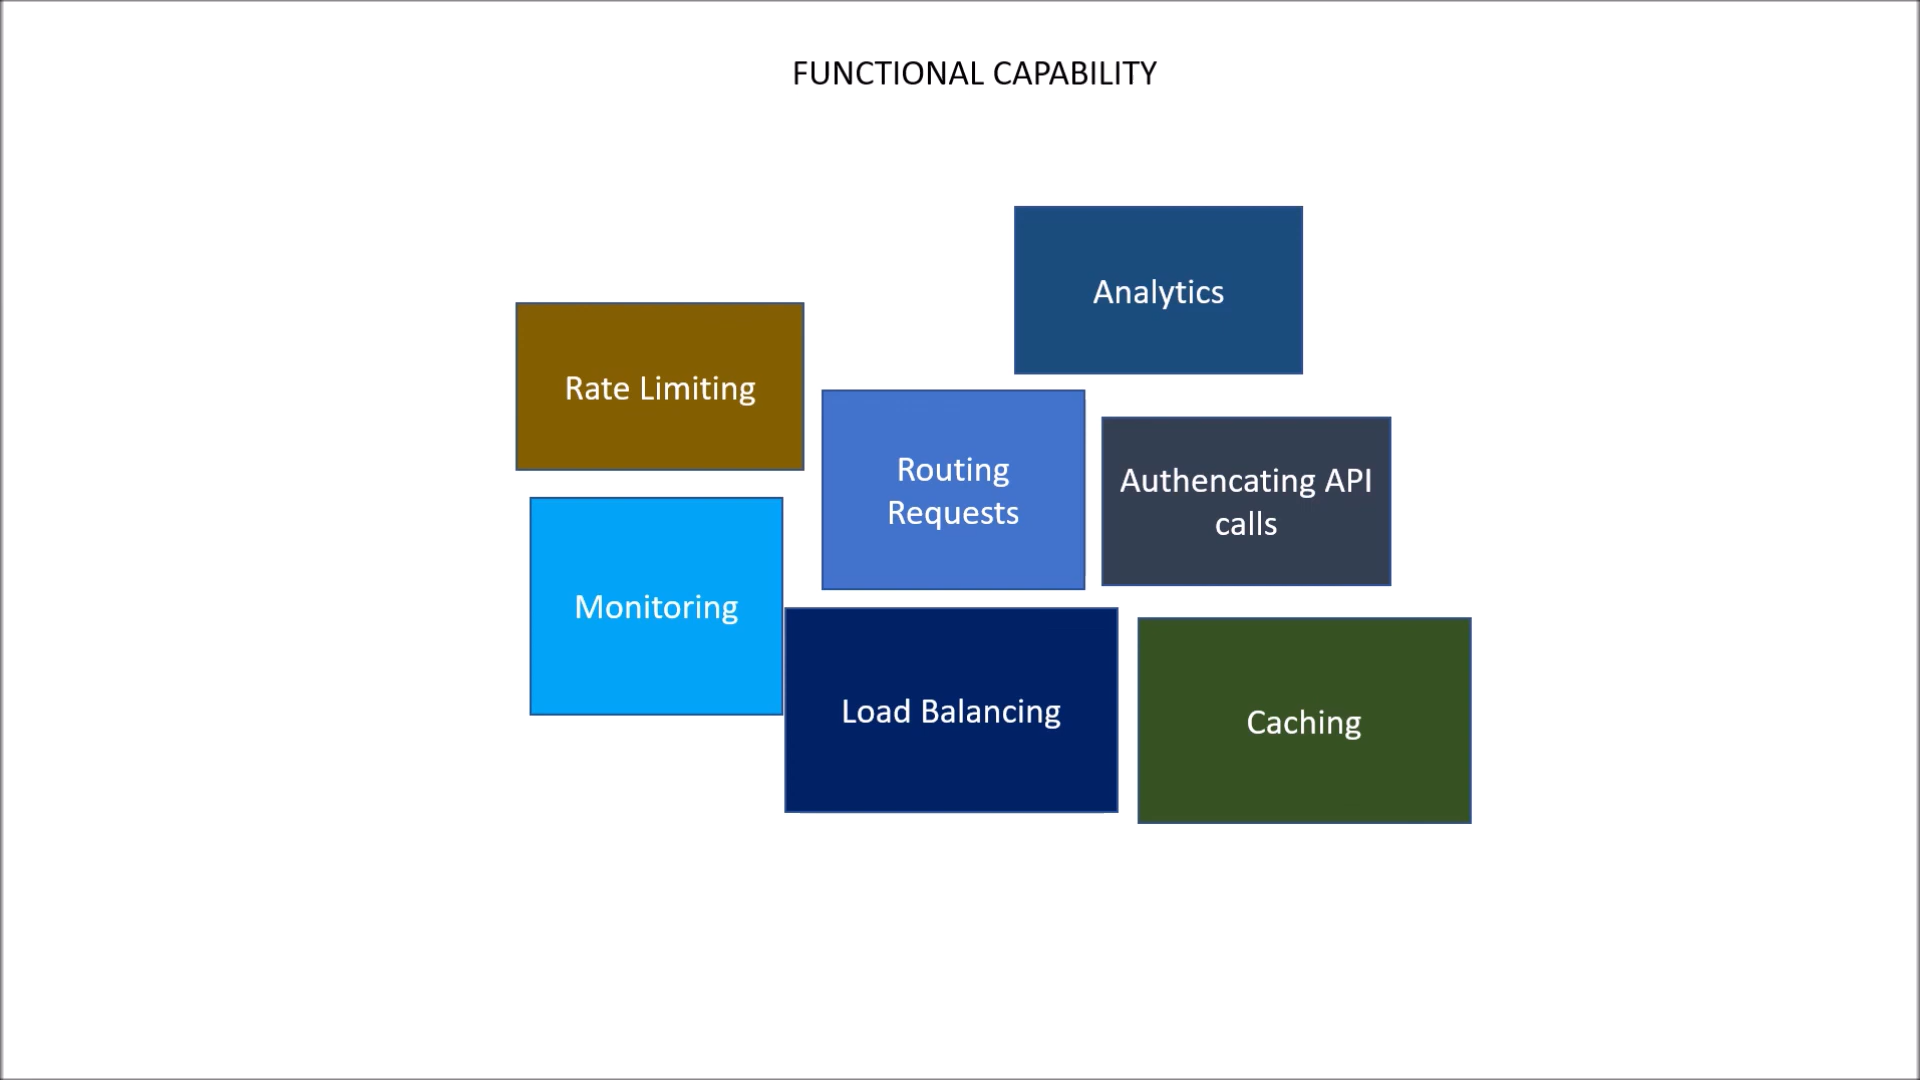 FUNCTIONAL CAPABILITY
Analytics
Rate Limiting
Routing
Requests
Authencating API
calls
Monitoring
Load Balancing
Caching